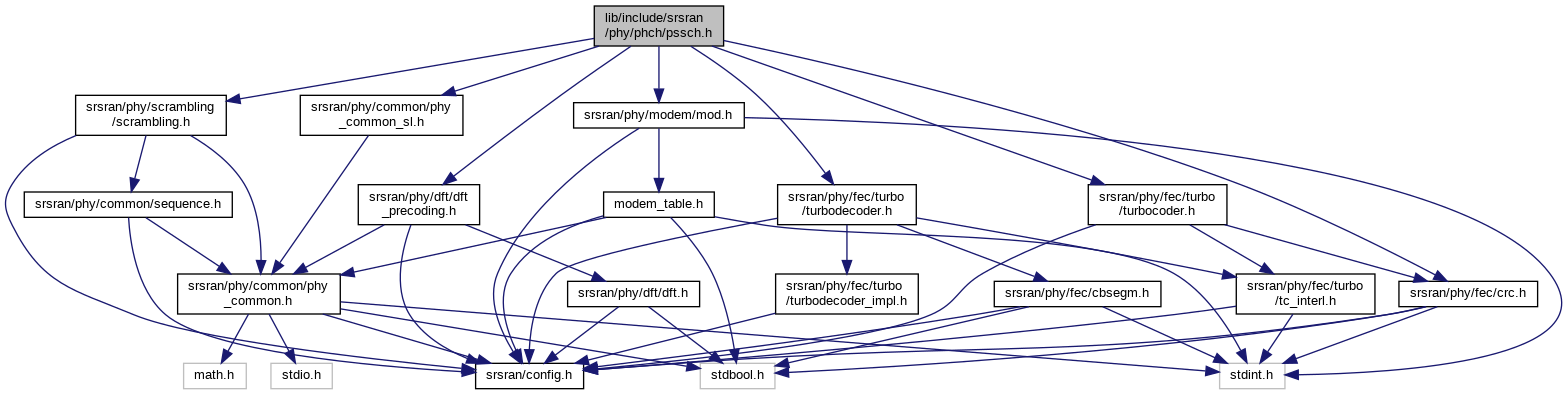 lib/include/srsran
/phy/phch/pssch.h
srsran/phy/scrambling
/scrambling.h
srsran/phy/common/phy
_common_sl.h
srsran/phy/modem/mod.h
srsran/phy/common/sequence.h
srsran/phy/dft/dft
_precoding.h
modem_table.h
srsran/phy/fec/turbo
/turbodecoder.h
srsran/phy/fec/turbo
/turbocoder.h
srsran/phy/common/phy
_common.h
srsran/phy/dft/dft.h
srsran/phy/fec/turbo
/turbodecoder_impl.h
srsran/phy/fec/cbsegm.h
srsran/phy/fec/turbo
/tc_interl.h
srsran/phy/fec/crc.h
math.h
stdio.h
srsran/config.h
stdbool.h
stdint.h